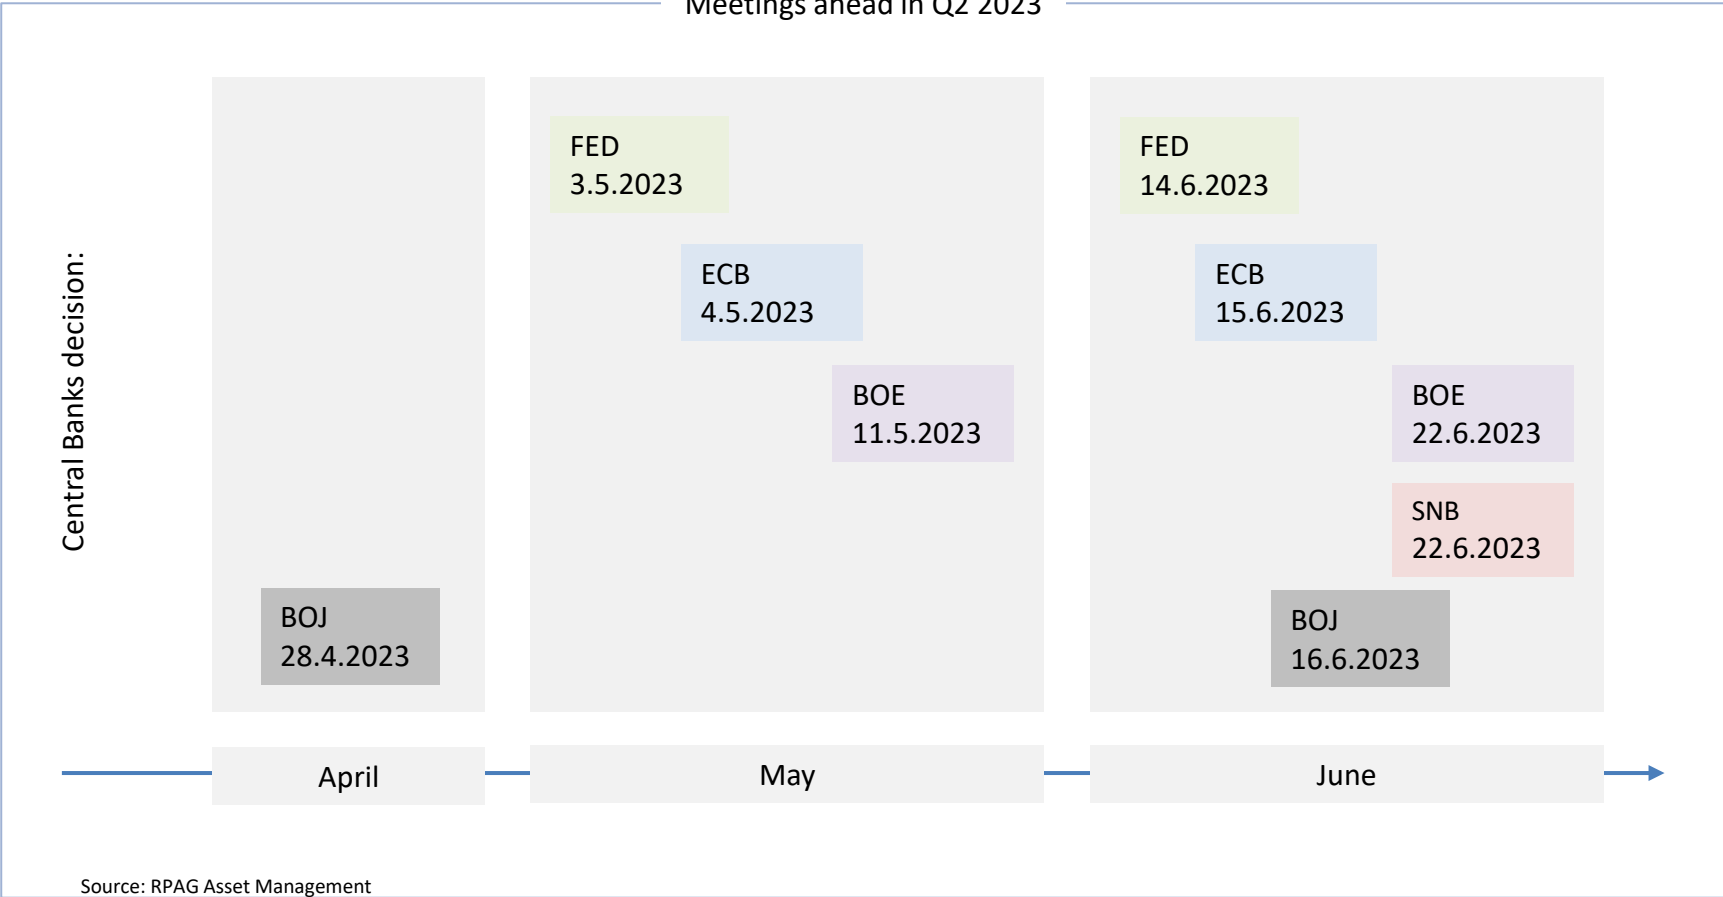 Meetings ahead in Q2 2023
Central Banks decision:
BOJ
28.4.2023
FED
3.5.2023
ECB
4.5.2023
BOE
11.5.2023
FED
14.6.2023
ECB
15.6.2023
BOE
22.6.2023
SNB
22.6.2023
BOJ
16.6.2023
April
May
June
Source: RPAG Asset Management